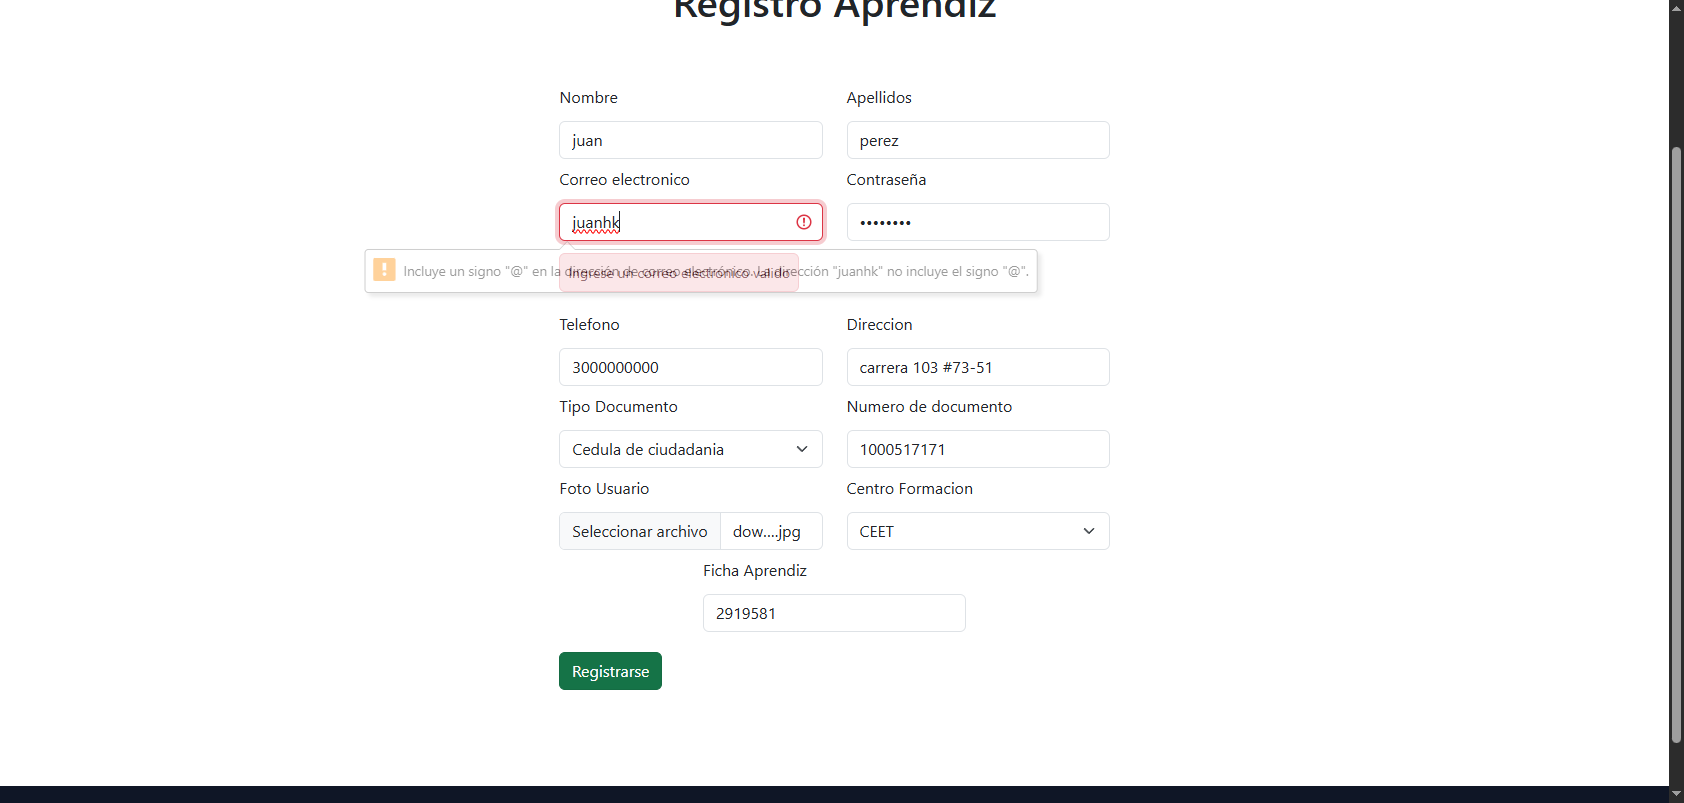 Registro Aprendiz
Nombre
Apellidos
juan
perez
Correo electronico
Contraseña
juanhk
••••••••
Incluye un signo "@" en la dirección de correo electrónico. La dirección "juanhk" no incluye el signo "@".
Ingrese un correo electronico valido
Telefono
Direccion
3000000000
carrera 103 #73-51
Tipo Documento
Numero de documento
Cedula de ciudadania
1000517171
Foto Usuario
Centro Formacion
Seleccionar archivo
dow....jpg
CEET
Ficha Aprendiz
2919581
Registrarse